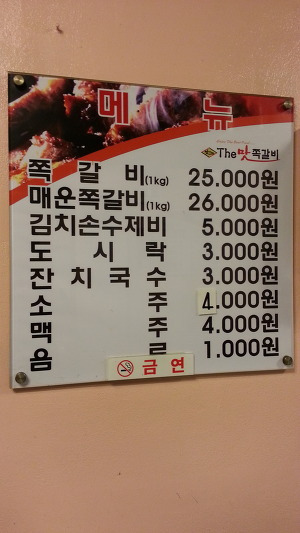 메뉴
The맛쪽갈비
쪽갈비(1kg) 25.000원
매운쪽갈비(1kg) 26.000원
김치손수제비 5.000원
도시락 3.000원
잔치국수 3.000원
소주 4.000원
맥주 4.000원
음료 1.000원
금연